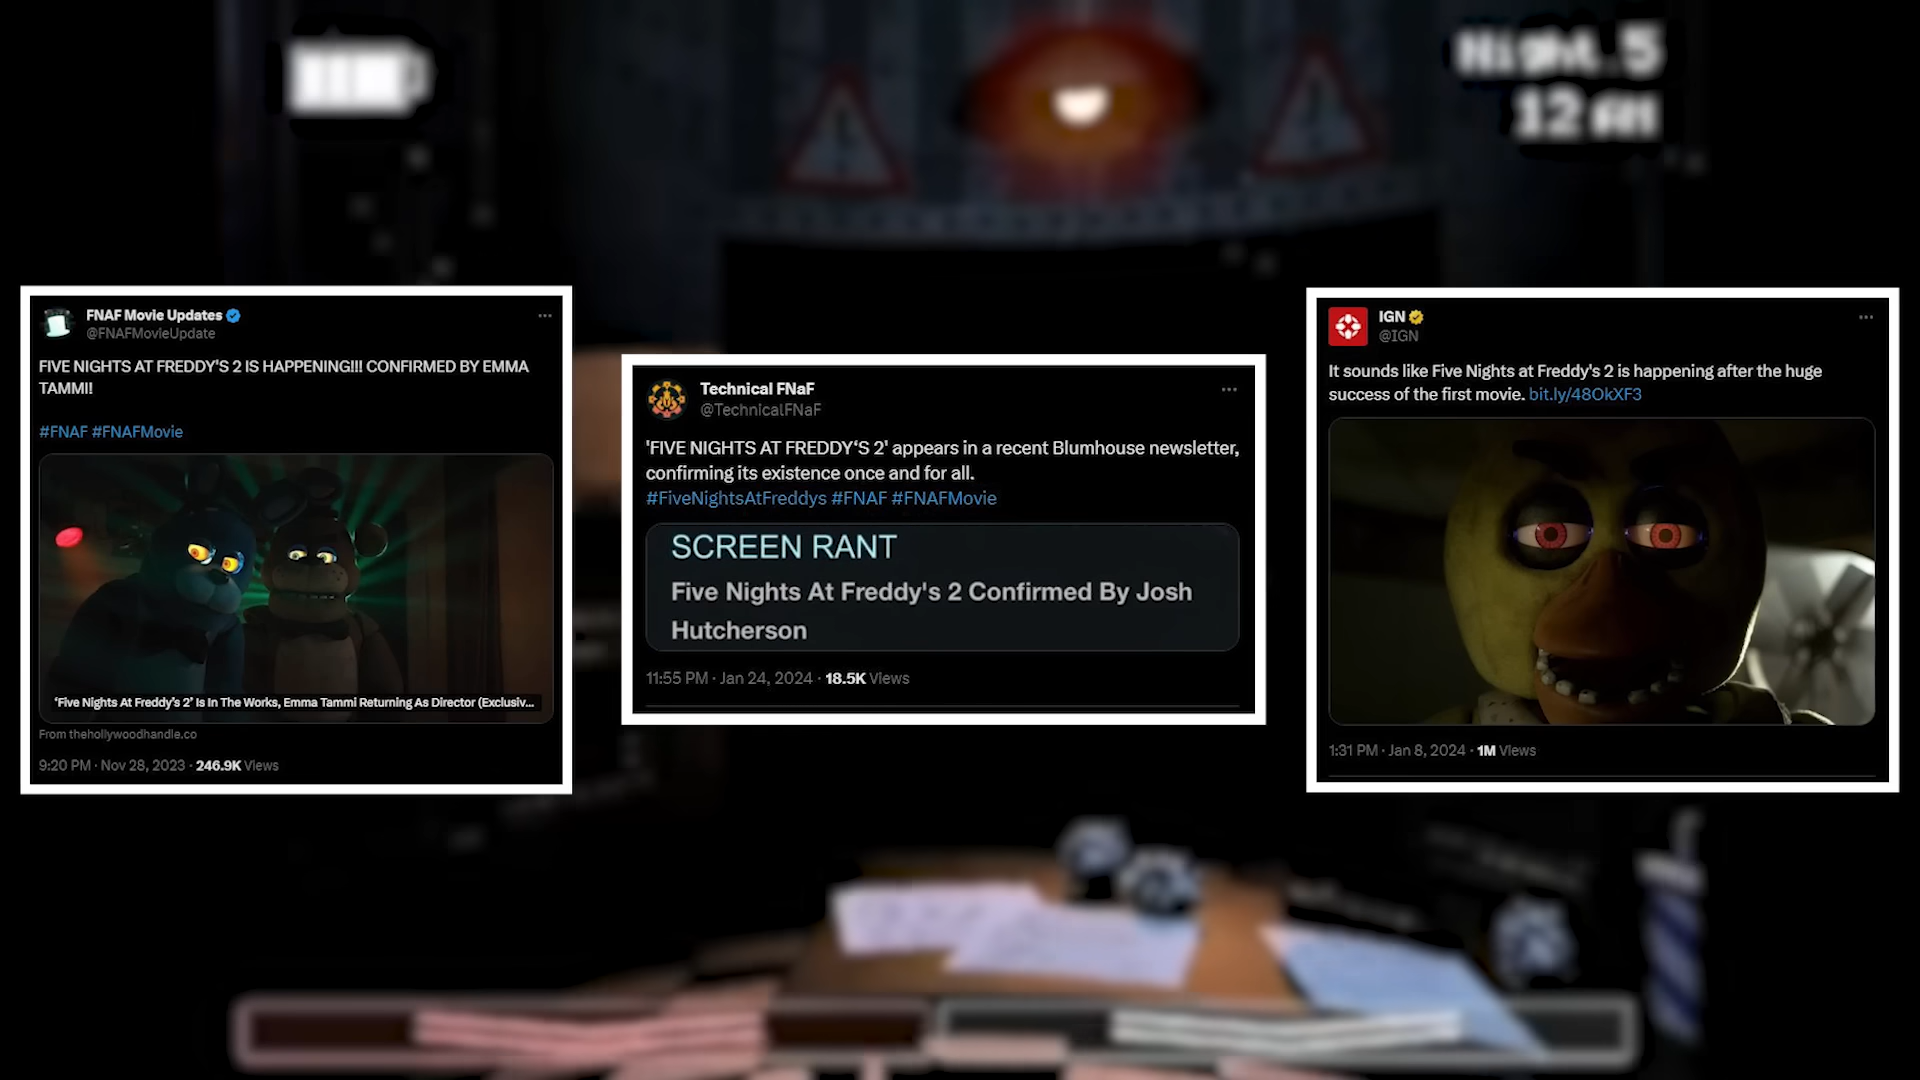 Night 5
12 AM
FNAF Movie Updates
@FNAFMovieUpdate
FIVE NIGHTS AT FREDDY'S 2 IS HAPPENING!!! CONFIRMED BY EMMA
TAMMI!
#FNAF #FNAFMovie
'Five Nights At Freddy's 2' Is In The Works, Emma Tammi Returning As Director (Exclusiv...
From thehollywoodhandle.co
9:20 PM · Nov 28, 2023 · 246.9K Views
Technical FNaF
@TechnicalFNaF
'FIVE NIGHTS AT FREDDY'S 2' appears in a recent Blumhouse newsletter,
confirming its existence once and for all.
#FiveNightsAtFreddys #FNAF #FNAFMovie
SCREEN RANT
Five Nights At Freddy's 2 Confirmed By Josh
Hutcherson
11:55 PM · Jan 24, 2024 · 18.5K Views
IGN
@IGN
It sounds like Five Nights at Freddy's 2 is happening after the huge
success of the first movie. bit.ly/48OkXF3
1:31 PM · Jan 8, 2024 · 1M Views